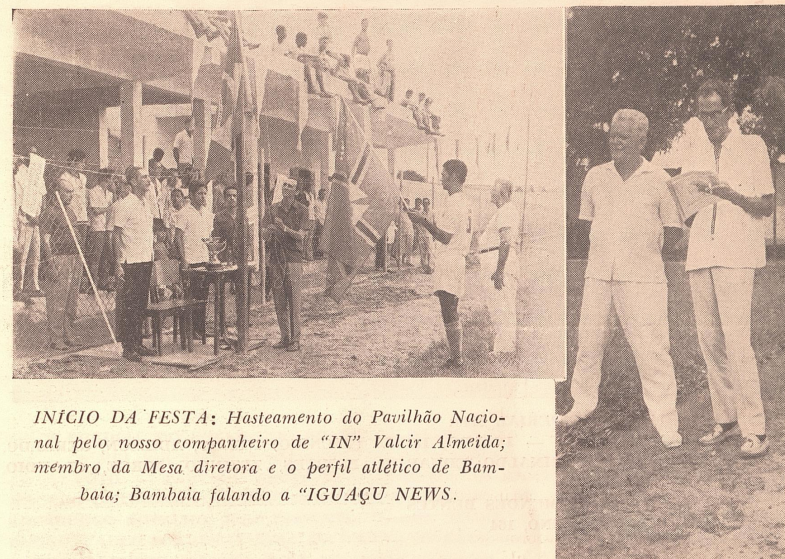 INÍCIO DA FESTA: Hasteamento do Pavilhão Nacio-
nal pelo nosso companheiro de "IN" Valcir Almeida;
membro da Mesa diretora e o perfil atlético de Bam-
baia; Bambaia falando a "IGUAÇU NEWS.